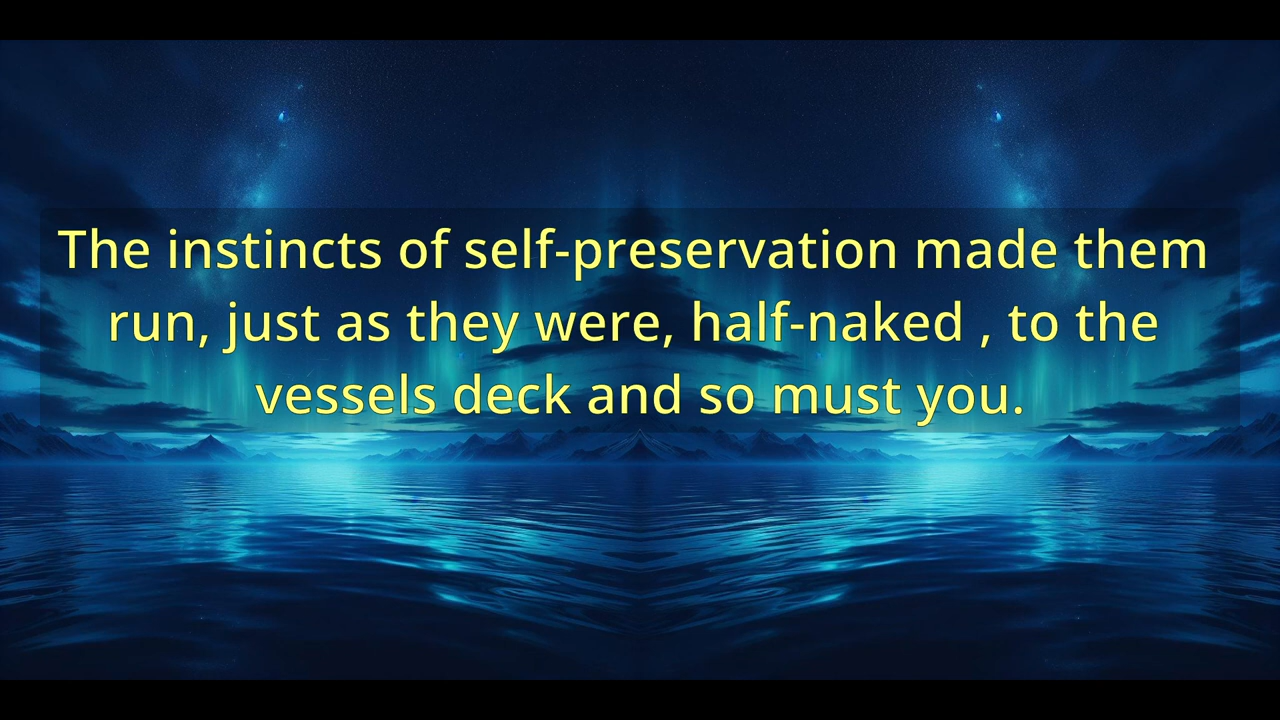 The instincts of self-preservation made them
run, just as they were, half-naked , to the
vessels deck and so must you.